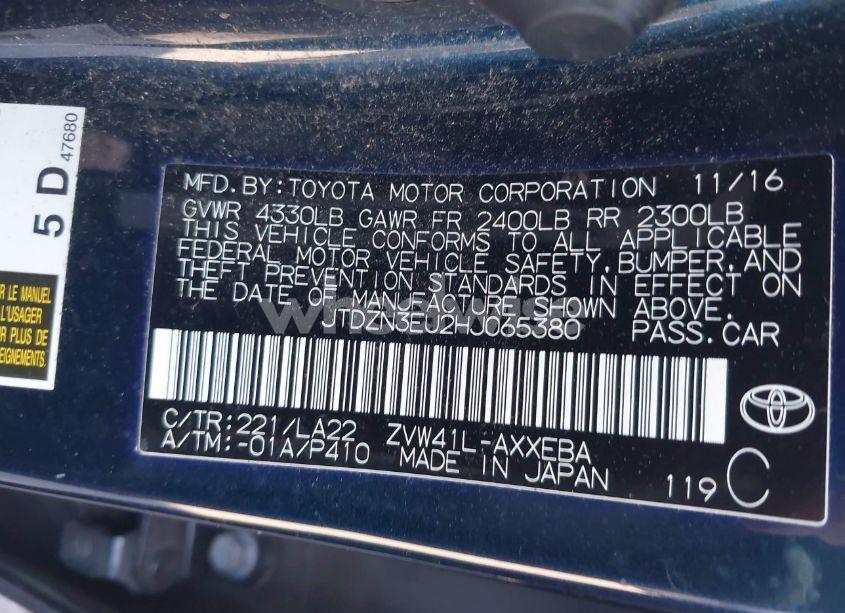 5 D 47680
R LE MANUEL
L'USAGER
R PLUS DE
EIGNEMENTS.
MFD.BY:TOYOTA MOTOR CORPORATION 11/16
GVWR 4330LB GAWR FR 2400LB RR 2300LB
THIS VEHICLE CONFORMS TO ALL APPLICABLE
FEDERAL MOTOR VEHICLE SAFETY,BUMPER,AND
THEFT PREVENTION STANDARDS IN EFFECT ON
THE DATE OF MANUFACTURE SHOWN ABOVE.
JTDZN3EU2HJ065380 PASS.CAR
C/TR:221/LA22 ZVW41L-AXXEBA
A/TM:-01A/P410 MADE IN JAPAN
119 C